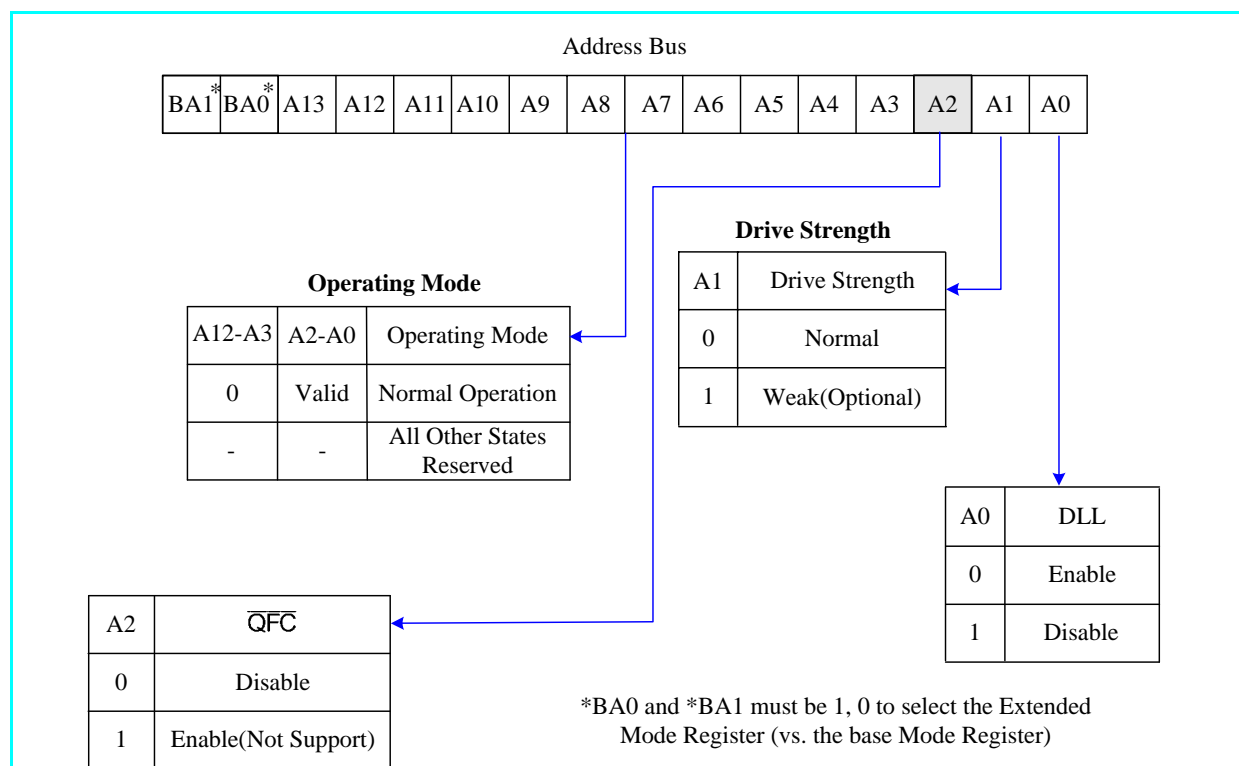 Address Bus
BA1* BA0* A13 A12 A11 A10 A9 A8 A7 A6 A5 A4 A3 A2 A1 A0
Drive Strength
A1 Drive Strength
0 Normal
1 Weak(Optional)
Operating Mode
A12-A3 A2-A0 Operating Mode
0 Valid Normal Operation
- - All Other States
Reserved
A0 DLL
0 Enable
1 Disable
A2 Q̅F̅C̅
0 Disable
1 Enable(Not Support)
*BA0 and *BA1 must be 1, 0 to select the Extended
Mode Register (vs. the base Mode Register)